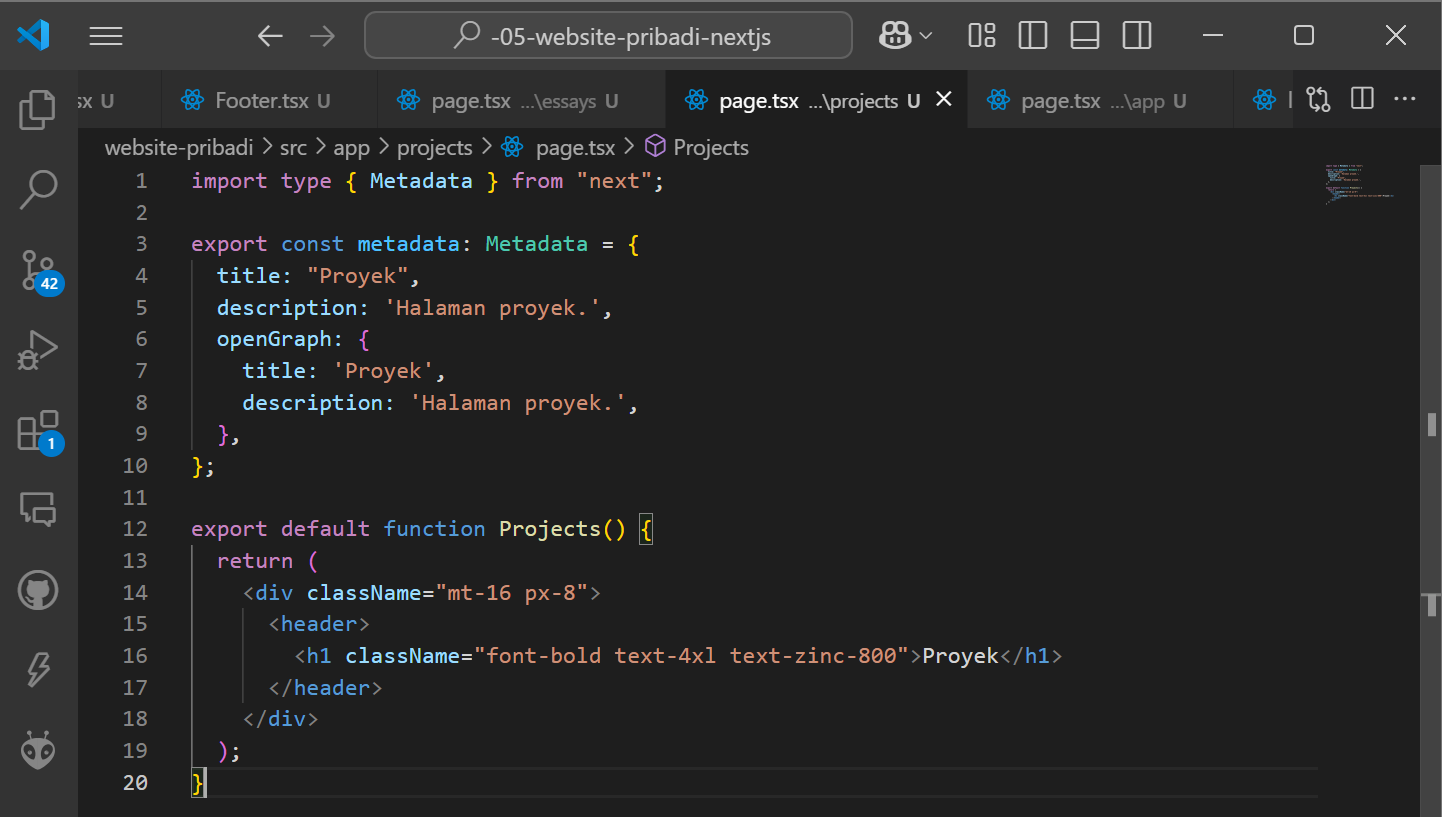 -05-website-pribadi-nextjs
sx U Footer.tsx U page.tsx ...\essays U page.tsx ...\projects U page.tsx ...\app U
website-pribadi > src > app > projects > page.tsx > Projects
1 import type { Metadata } from "next";
2
3 export const metadata: Metadata = {
4 title: "Proyek",
5 description: 'Halaman proyek.',
6 openGraph: {
7 title: 'Proyek',
8 description: 'Halaman proyek.',
9 },
10 };
11
12 export default function Projects() {
13 return (
14 <div className="mt-16 px-8">
15 <header>
16 <h1 className="font-bold text-4xl text-zinc-800">Proyek</h1>
17 </header>
18 </div>
19 );
20 }
42
1